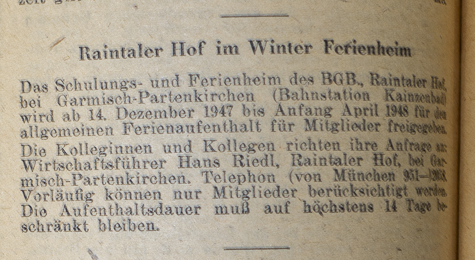 Raintaler Hof im Winter Ferienheim
Das Schulungs- und Ferienheim des BGB., Raintaler Hof,
bei Garmisch-Partenkirchen (Bahnstation Kainzenbad)
wird ab 14. Dezember 1947 bis Anfang April 1948 für den
allgemeinen Ferienaufenthalt für Mitglieder freigegeben.
Die Kolleginnen und Kollegen richten ihre Anfrage an
Wirtschaftsführer Hans Riedl, Raintaler Hof, bei Gar-
misch-Partenkirchen. Telephon (von München 951—
Vorläufig können nur Mitglieder berücksichtigt werden.
Die Aufenthaltsdauer muß auf höchstens 14 Tage be-
schränkt bleiben.